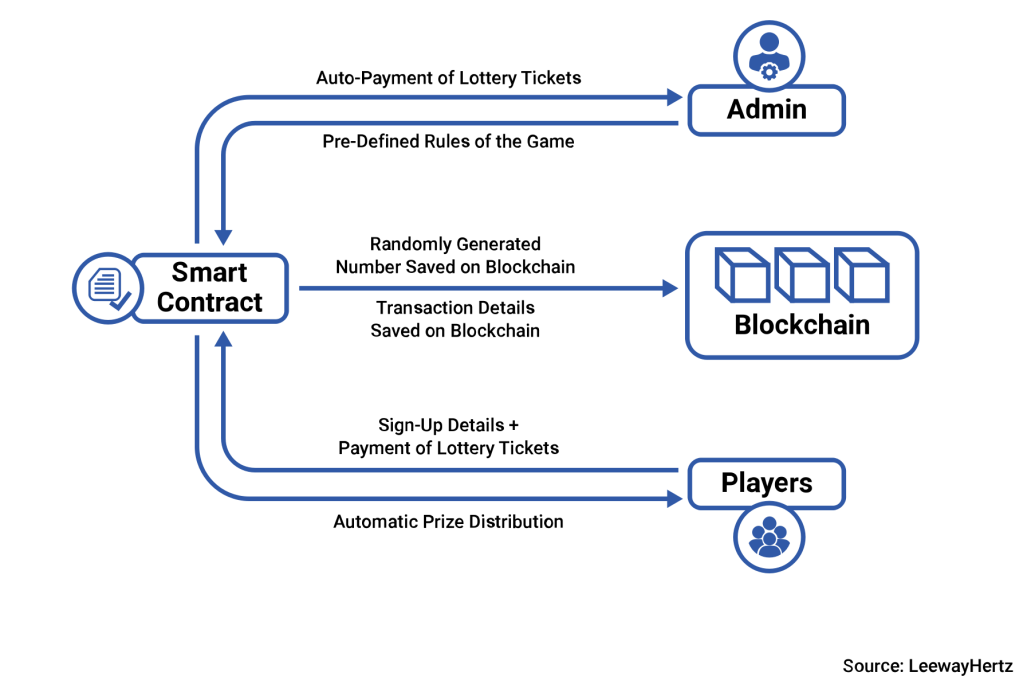 Auto-Payment of Lottery Tickets
Admin
Pre-Defined Rules of the Game
Randomly Generated
Number Saved on Blockchain
Smart
Contract
Transaction Details
Saved on Blockchain
Blockchain
Sign-Up Details +
Payment of Lottery Tickets
Players
Automatic Prize Distribution
Source: LeewayHertz